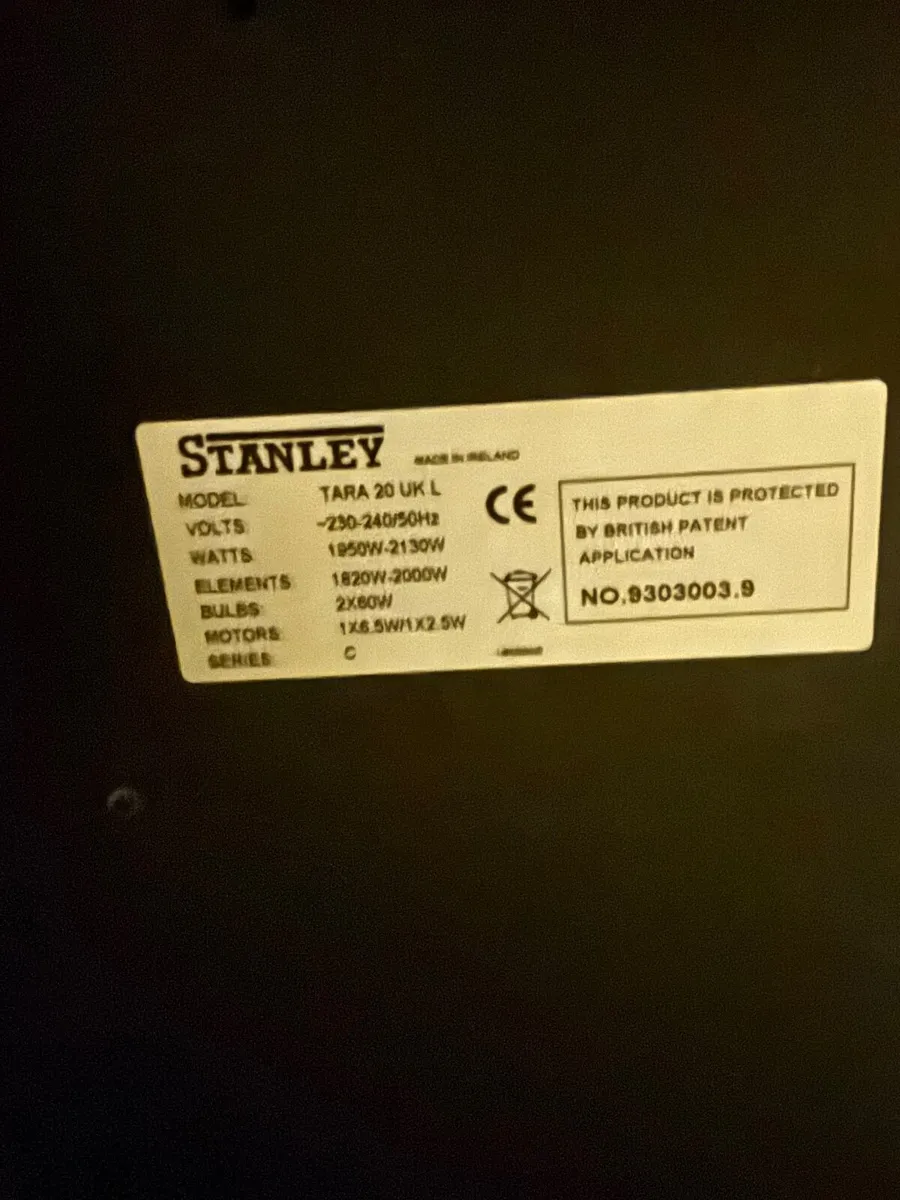 STANLEY MADE IN IRELAND
MODEL: TARA 20 UK L
VOLTS: ~230-240/50Hz
WATTS: 1950W-2130W
ELEMENTS: 1820W-2000W
BULBS: 2X60W
MOTORS: 1X6.5W/1X2.5W
SERIES: C
CE
THIS PRODUCT IS PROTECTED
BY BRITISH PATENT
APPLICATION
NO.9303003.9